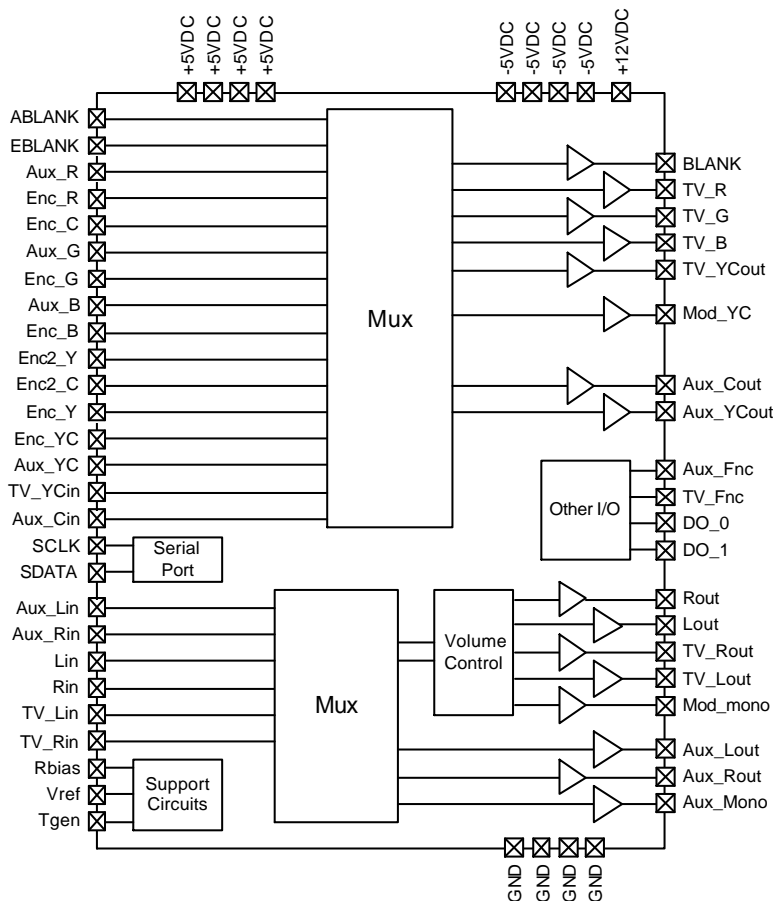 +5VDC
+5VDC
+5VDC
+5VDC
-5VDC
-5VDC
-5VDC
-5VDC
+12VDC
ABLANK
EBLANK
Aux_R
Enc_R
Enc_C
Aux_G
Enc_G
Aux_B
Enc_B
Enc2_Y
Enc2_C
Enc_Y
Enc_YC
Aux_YC
TV_YCin
Aux_Cin
SCLK
SDATA
Serial
Port
Mux
BLANK
TV_R
TV_G
TV_B
TV_YCout
Mod_YC
Aux_Cout
Aux_YCout
Other I/O
Aux_Fnc
TV_Fnc
DO_0
DO_1
Aux_Lin
Aux_Rin
Lin
Rin
TV_Lin
TV_Rin
Rbias
Vref
Tgen
Support
Circuits
Mux
Volume
Control
Rout
Lout
TV_Rout
TV_Lout
Mod_mono
Aux_Lout
Aux_Rout
Aux_Mono
GND
GND
GND
GND